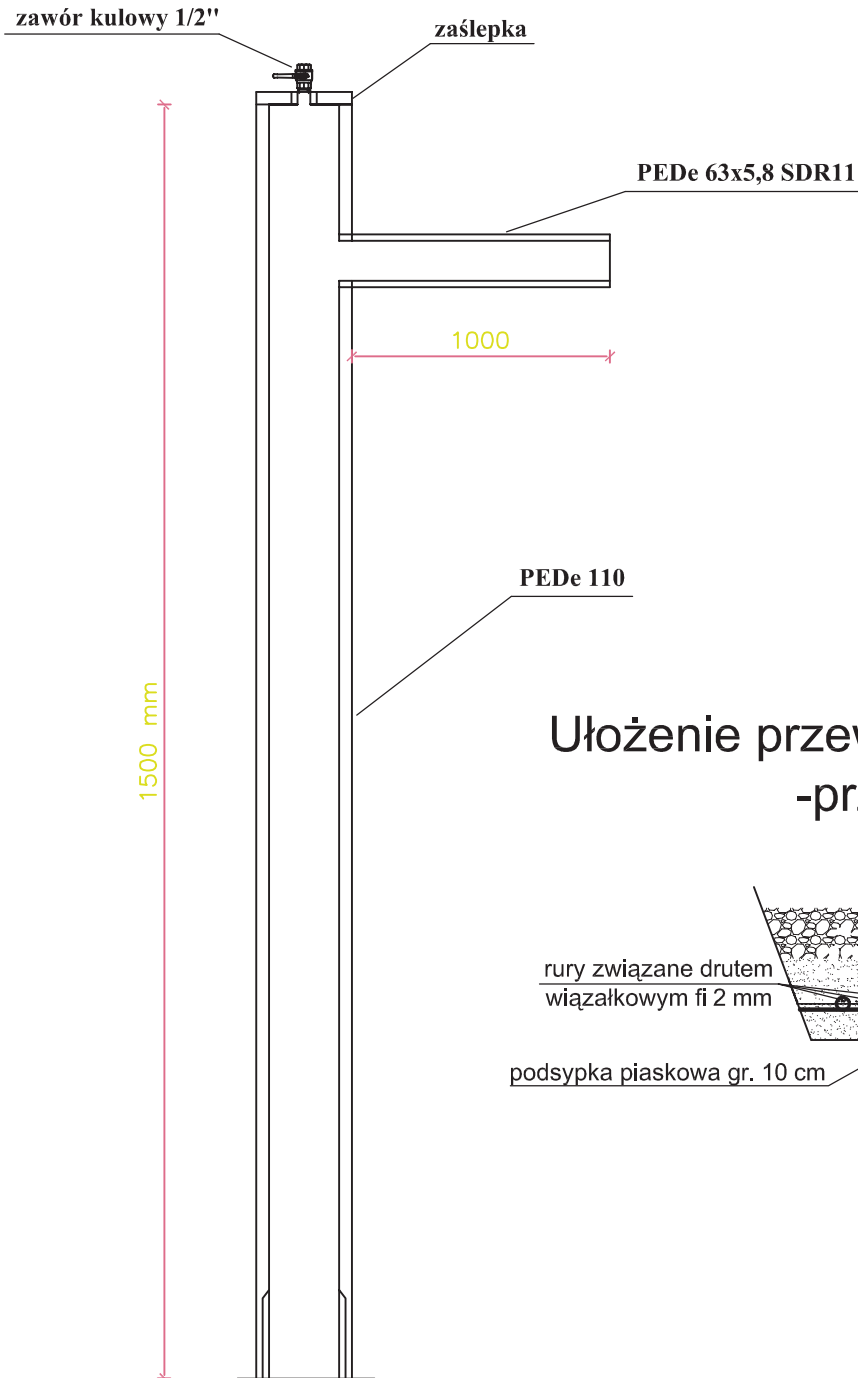 zawór kulowy 1/2"
zaślepka
PEDe 63x5,8 SDR11
1000
PEDe 110
1500 mm
Ułożenie
rury związane drutem
wiązałkowym fi 2 mm
podsypka piaskowa gr. 10 cm